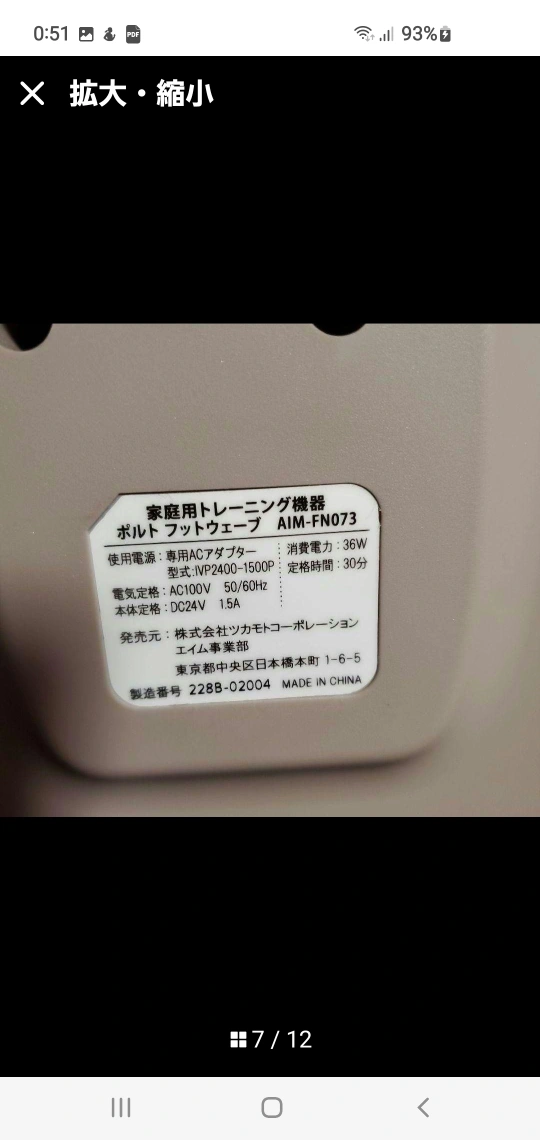 0:51
PDF
93%
拡大・縮小
家庭用トレーニング機器
ポルト フットウェーブ AIM-FN073
使用電源:専用ACアダプター
型式:IVP2400-1500P
電気定格:AC100V 50/60Hz
本体定格:DC24V 1.5A
消費電力:36W
定格時間:30分
発売元:株式会社ツカモトコーポレーション
エイム事業部
東京都中央区日本橋本町 1-6-5
製造番号 228B-02004 MADE IN CHINA
7 / 12